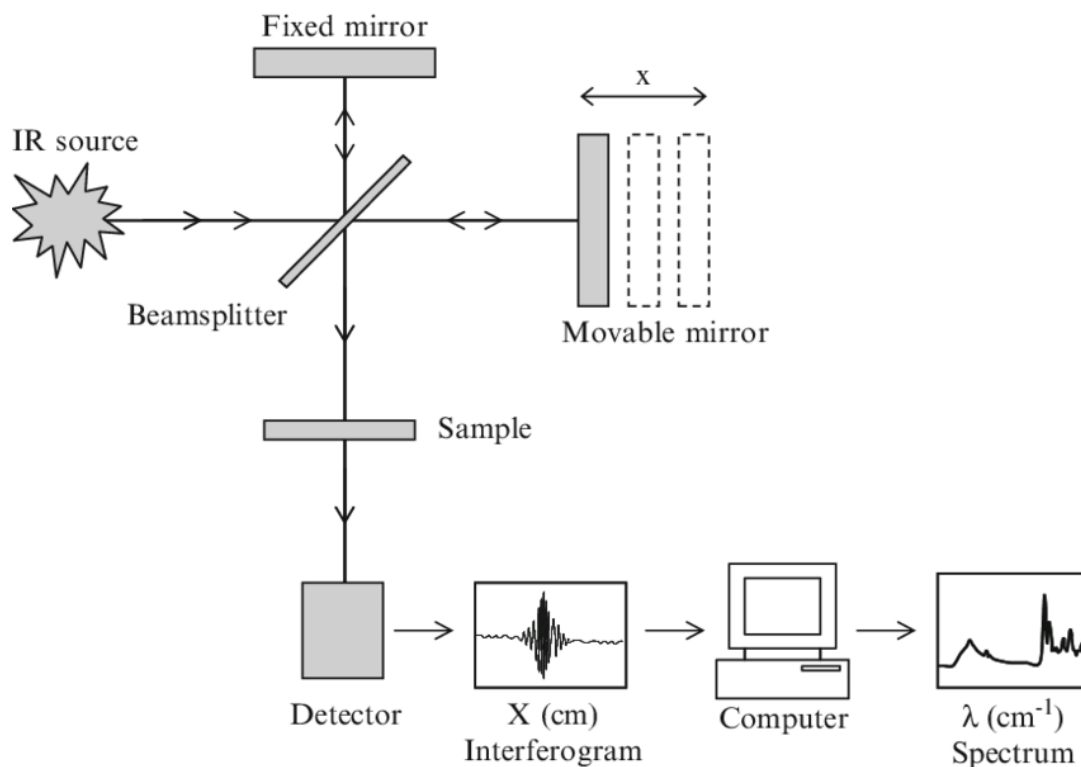 Fixed mirror
x
IR source
Beamsplitter
Movable mirror
Sample
Detector
X (cm)
Interferogram
Computer
λ (cm⁻¹)
Spectrum